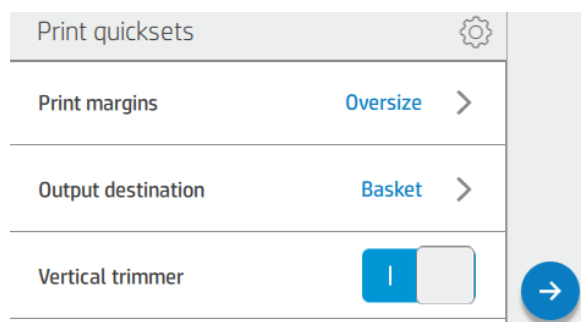 Print quicksets
Print margins Oversize
Output destination Basket
Vertical trimmer